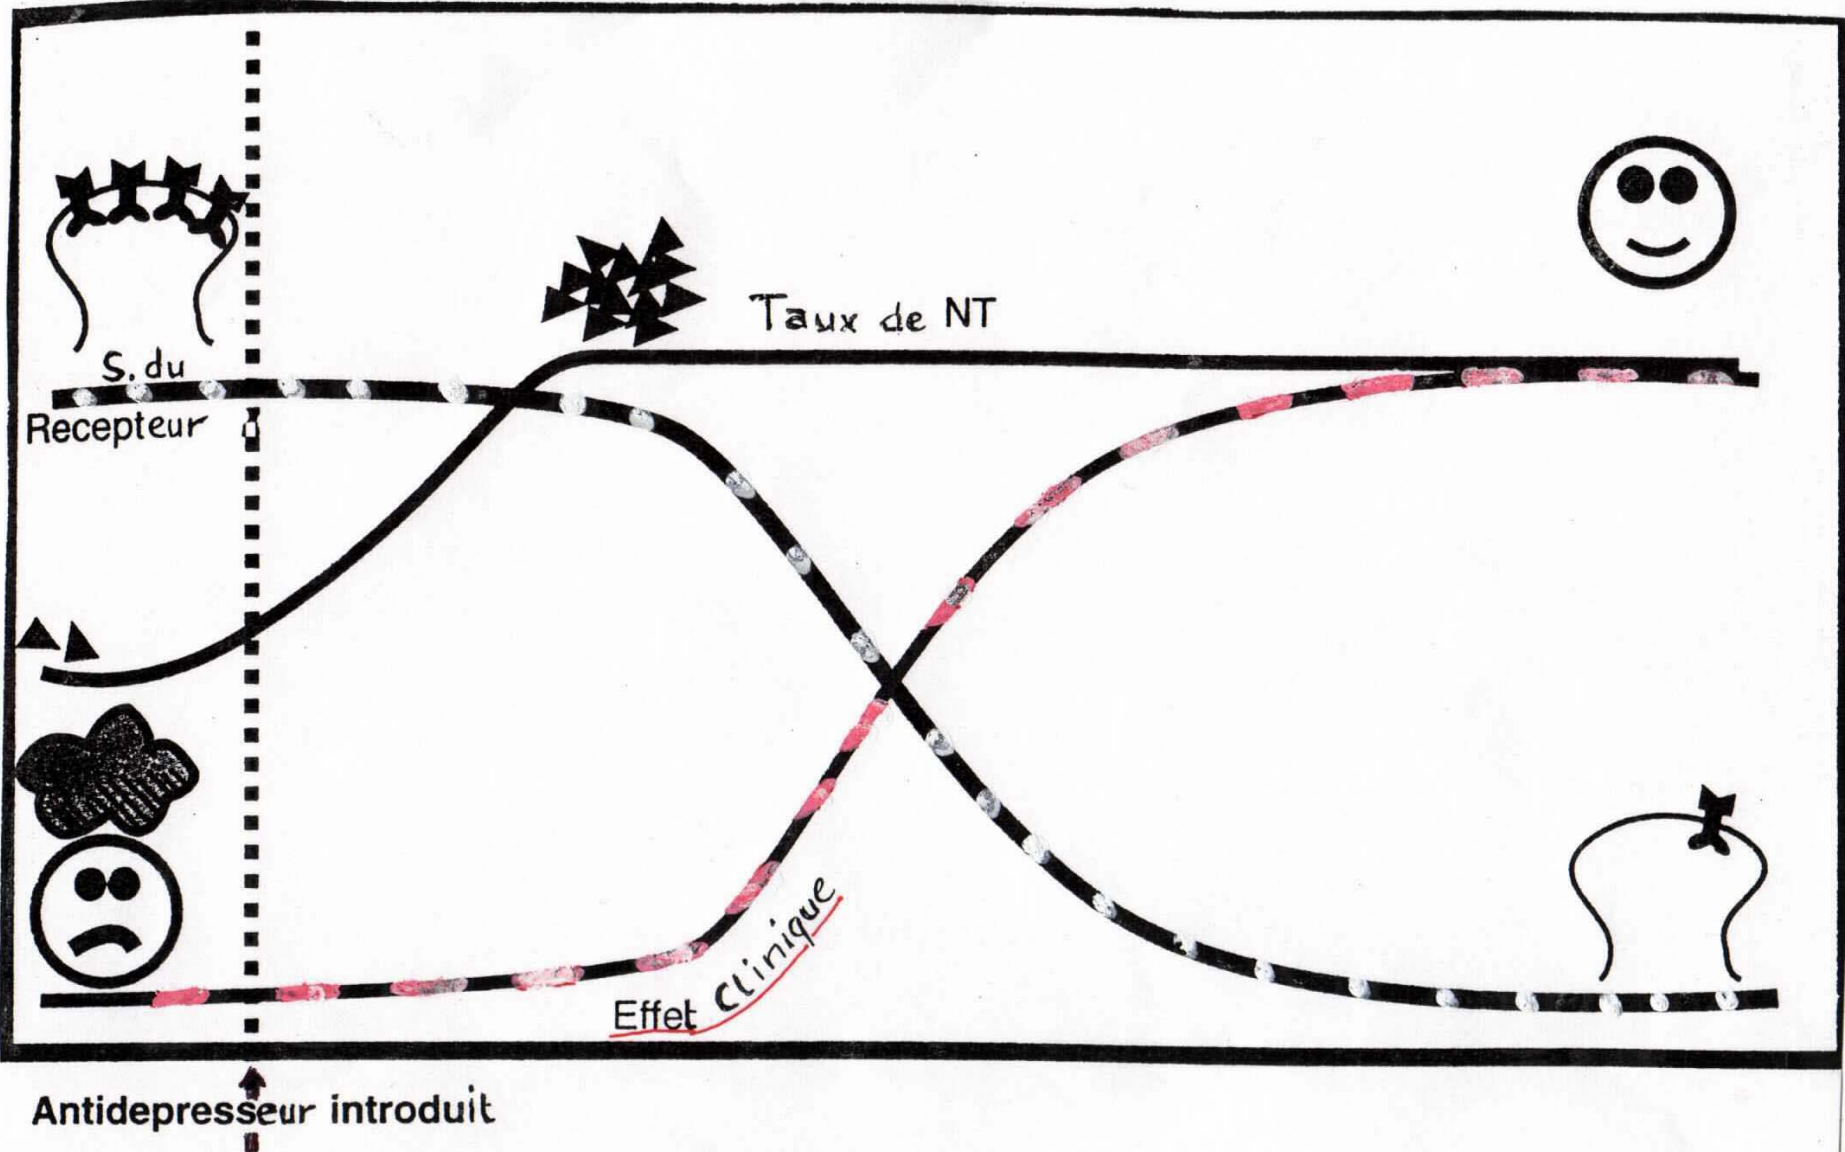 Taux de NT
S. du
Recepteur
Effet Clinique
Antidepresseur introduit